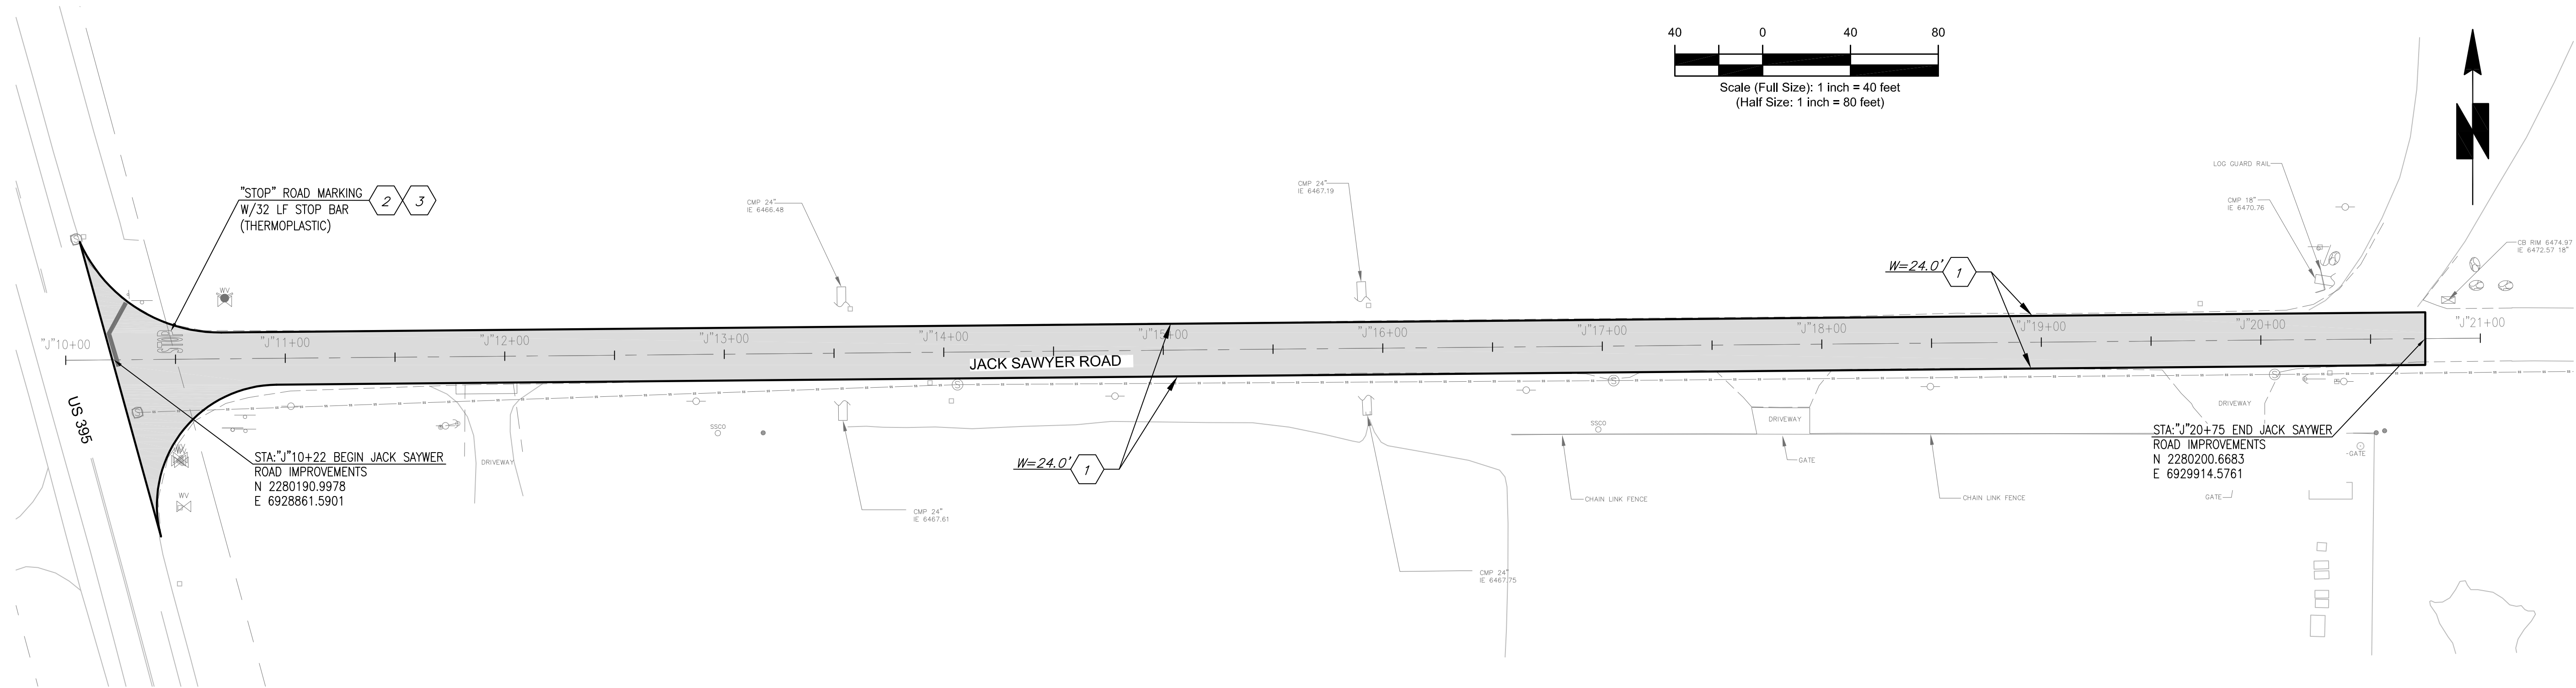 40 0 40 80
Scale (Full Size): 1 inch = 40 feet
(Half Size: 1 inch = 80 feet)
LOG GUARD RAIL
CMP 24"
IE 6467.19
"STOP" ROAD MARKING
W/32 LF STOP BAR
(THERMOPLASTIC)
2
3
CMP 24"
IE 6466.48
CMP 18"
IE 6470.76
N
CB RIM 6474.97
IE 6472.57 18"
W=24.0'
1
WV
STOP
"J"10+00
"J"11+00
"J"12+00
"J"13+00
"J"14+00
"J"15+00
"J"16+00
"J"17+00
"J"18+00
"J"19+00
"J"20+00
"J"21+00
JACK SAWYER ROAD
US 395
SSCO
SSCO
S
S
S
DRIVEWAY
DRIVEWAY
DRIVEWAY
STA:"J"10+22 BEGIN JACK SAYWER
ROAD IMPROVEMENTS
N 2280190.9978
E 6928861.5901
WV
WV
W=24.0'
1
GATE
STA:"J"20+75 END JACK SAYWER
ROAD IMPROVEMENTS
N 2280200.6683
E 6929914.5761
GATE
GATE
CHAIN LINK FENCE
CHAIN LINK FENCE
CMP 24"
IE 6467.61
CMP 24"
IE 6467.75